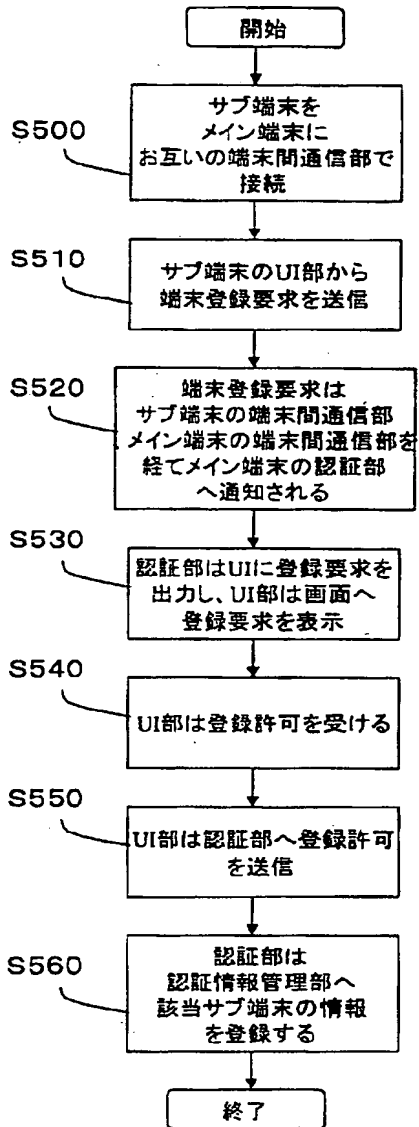 開始
S500
サブ端末を
メイン端末に
お互いの端末間通信部で
接続
S510
サブ端末のUI部から
端末登録要求を送信
S520
端末登録要求は
サブ端末の端末間通信部
メイン端末の端末間通信部を
経てメイン端末の認証部
へ通知される
S530
認証部はUIに登録要求を
出力し、UI部は画面へ
登録要求を表示
S540
UI部は登録許可を受ける
S550
UI部は認証部へ登録許可
を送信
S560
認証部は
認証情報管理部へ
該当サブ端末の情報
を登録する
終了